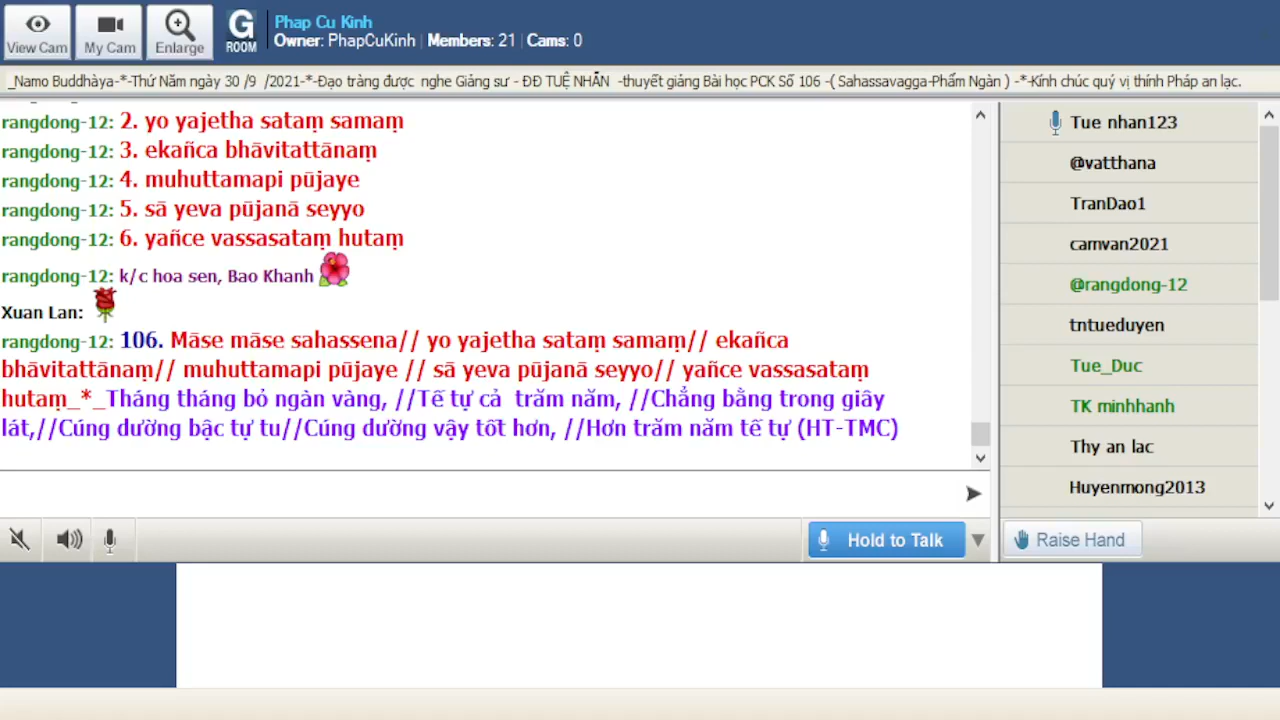 View Cam
My Cam
Enlarge
G
ROOM
Phap Cu Kinh
Owner: PhapCuKinh | Members: 21 | Cams: 0
_Namo Buddhàya-*-Thứ Năm ngày 30 /9 /2021-*-Đạo tràng được nghe Giảng sư - ĐĐ TUỆ NHẪN -thuyết giảng Bài học PCK Số 106 -( Sahassavagga-Phẩm Ngàn ) -*-Kính chúc quý vị thính Pháp an lạc.
rangdong-12: 2. yo yajetha sataṃ samaṃ
rangdong-12: 3. ekañca bhāvitattānaṃ
rangdong-12: 4. muhuttamapi pūjaye
rangdong-12: 5. sā yeva pūjanā seyyo
rangdong-12: 6. yañce vassasataṃ hutaṃ
rangdong-12: k/c hoa sen, Bao Khanh
Xuan Lan:
rangdong-12: 106. Māse māse sahassena// yo yajetha sataṃ samaṃ// ekañca
bhāvitattānaṃ// muhuttamapi pūjaye // sā yeva pūjanā seyyo// yañce vassasataṃ
hutaṃ_*_Tháng tháng bỏ ngàn vàng, //Tế tự cả trăm năm, //Chẳng bằng trong giây
lát,//Cúng dường bậc tự tu//Cúng dường vậy tốt hơn, //Hơn trăm năm tế tự (HT-TMC)
Tue nhan123
@vatthana
TranDao1
camvan2021
@rangdong-12
tntueduyen
Tue_Duc
TK minhhanh
Thy an lac
Huyenmong2013
Hold to Talk
Raise Hand